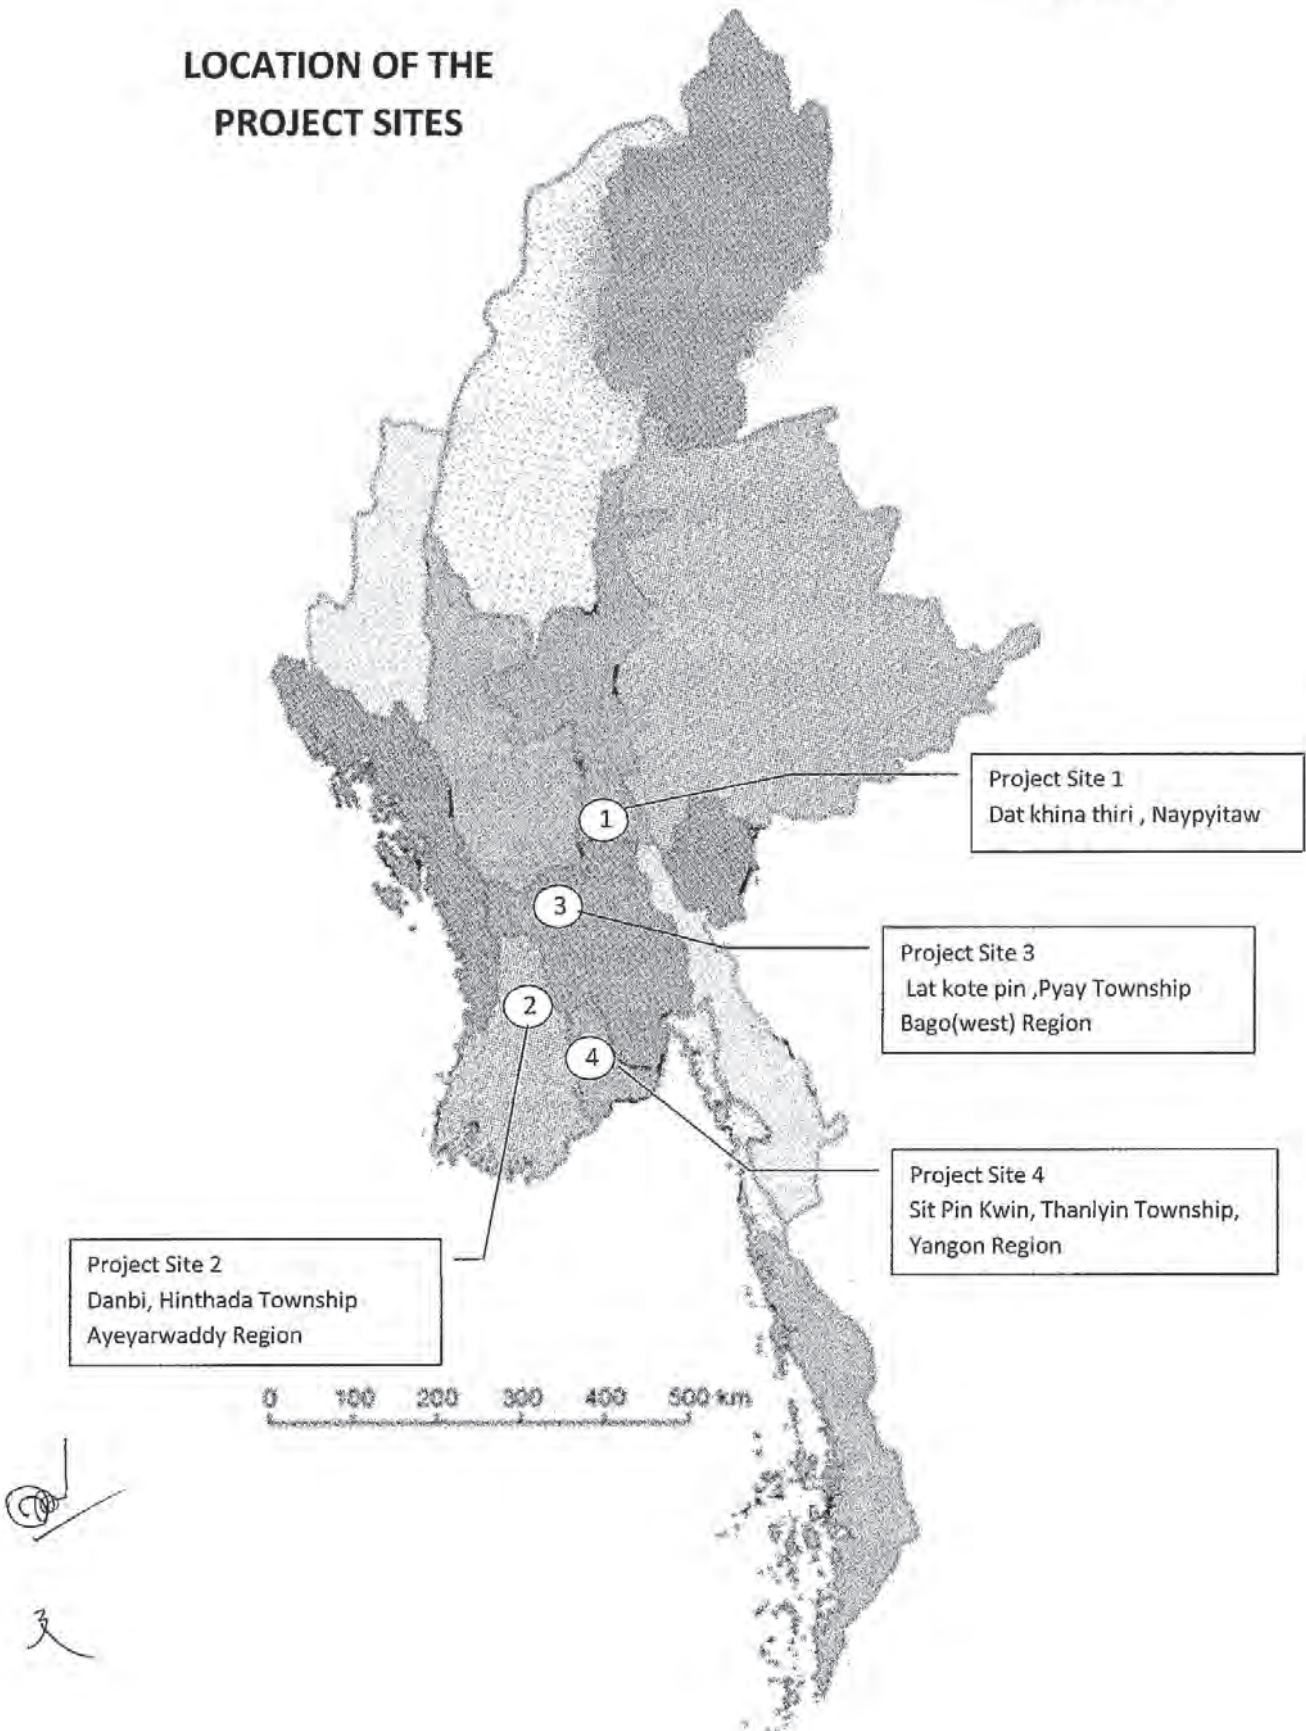 LOCATION OF THE
PROJECT SITES
1
Project Site 1
Dat khina thiri , Naypyitaw
3
Project Site 3
Lat kote pin ,Pyay Township
Bago(west) Region
2
4
Project Site 4
Sit Pin Kwin, Thanlyin Township,
Yangon Region
Project Site 2
Danbi, Hinthada Township
Ayeyarwaddy Region
0 100 200 300 400 500 km